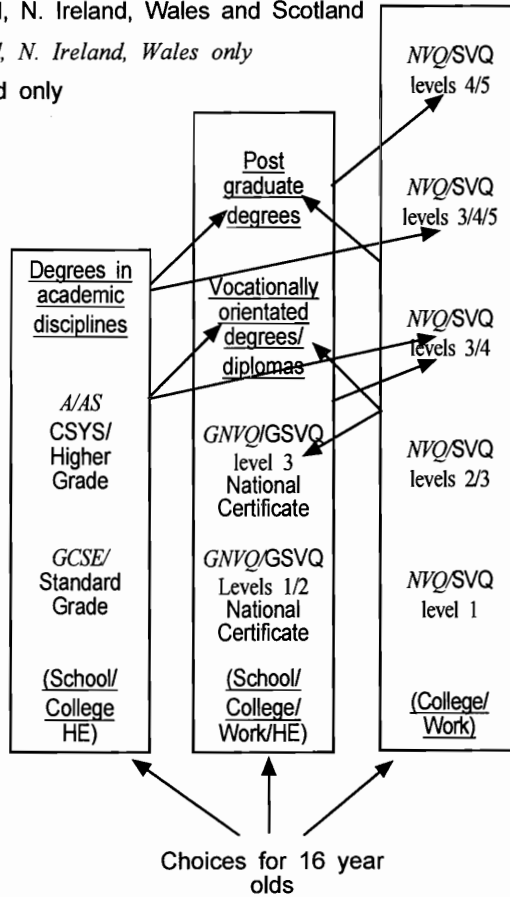 N. Ireland, Wales and Scotland
N. Ireland, Wales only
only
NVQ/SVQ
levels 4/5
Post
graduate
degrees
NVQ/SVQ
levels 3/4/5
Degrees in
academic
disciplines
Vocationally
orientated
degrees/
diplomas
NVQ/SVQ
levels 3/4
A/AS
CSYS/
Higher
Grade
GNVQ/GSVQ
level 3
National
Certificate
NVQ/SVQ
levels 2/3
GCSE/
Standard
Grade
GNVQ/GSVQ
Levels 1/2
National
Certificate
NVQ/SVQ
level 1
(School/
College
HE)
(School/
College/
Work/HE)
(College/
Work)
Choices for 16 year
olds